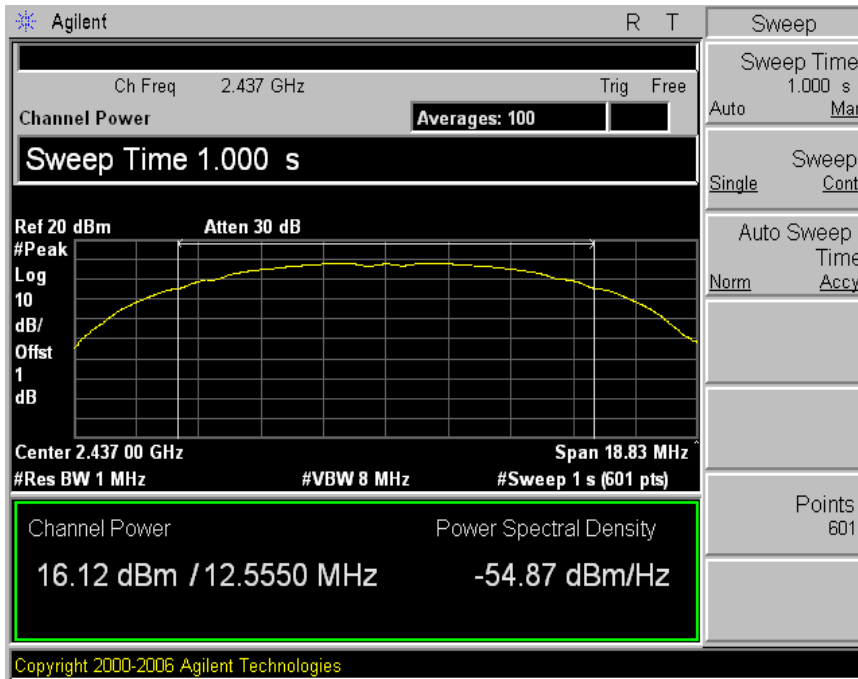 Agilent R T Sweep
Ch Freq 2.437 GHz Trig Free
Channel Power Averages: 100
Sweep Time 1.000 s
Ref 20 dBm Atten 30 dB
#Peak
Log
10
dB/
Offst
1
dB
Center 2.437 00 GHz Span 18.83 MHz
#Res BW 1 MHz #VBW 8 MHz #Sweep 1 s (601 pts)
Channel Power Power Spectral Density
16.12 dBm / 12.5550 MHz -54.87 dBm/Hz
Copyright 2000-2006 Agilent Technologies
Sweep Time
1.000 s
Auto Man
Sweep
Single Cont
Auto Sweep
Time
Norm Accy
Points
601